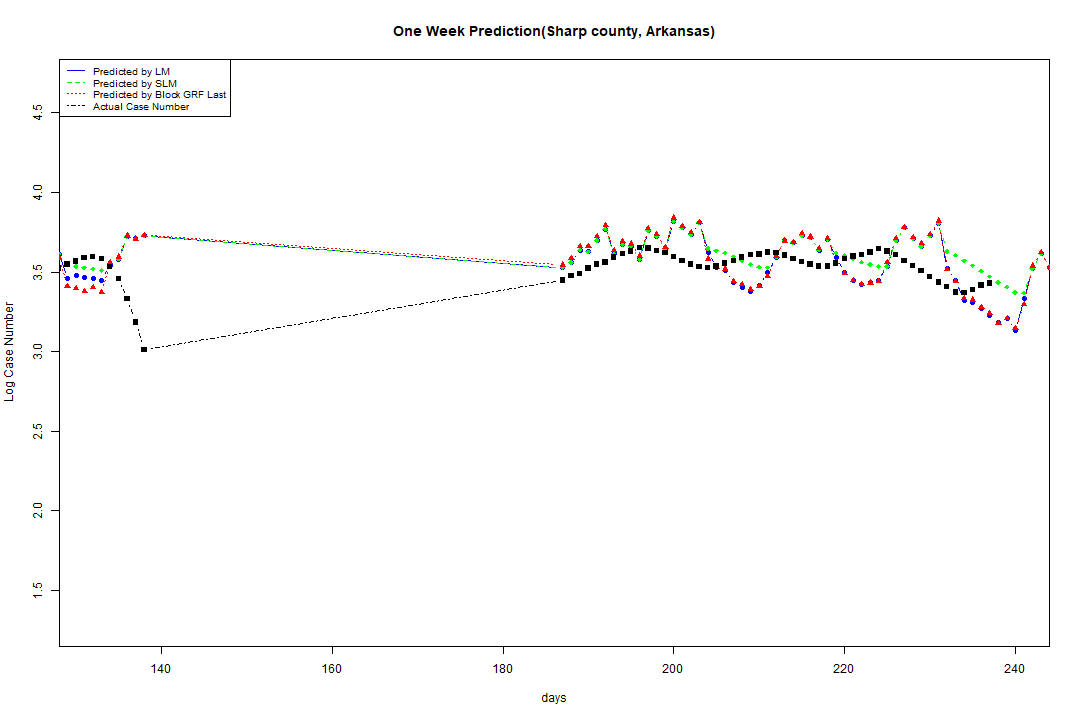 One Week Prediction(Sharp county, Arkansas)
Predicted by LM
Predicted by SLM
Predicted by Block GRF Last
Actual Case Number
4.5
4.0
3.5
3.0
2.5
2.0
1.5
Log Case Number
140
160
180
200
220
240
days